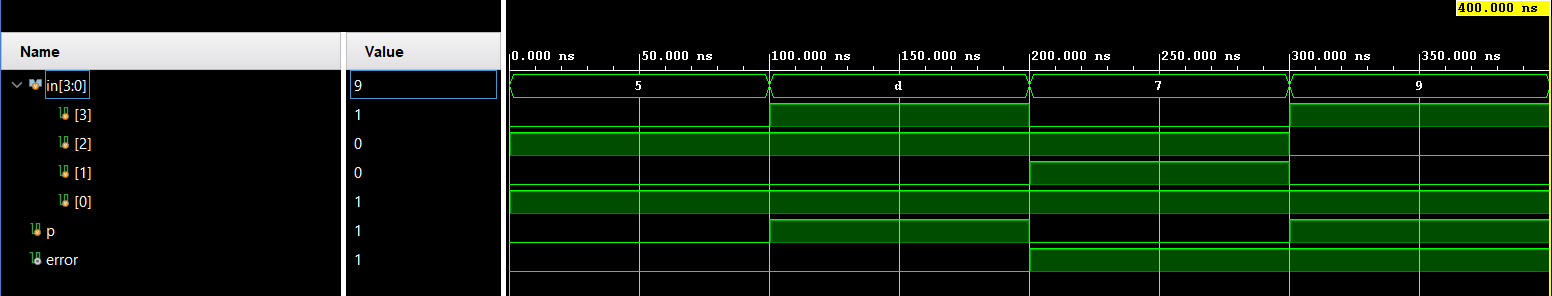 400.000 ns
Name Value
0.000 ns 50.000 ns 100.000 ns 150.000 ns 200.000 ns 250.000 ns 300.000 ns 350.000 ns
in[3:0] 9 5 d 7 9
[3] 1
[2] 0
[1] 0
[0] 1
p 1
error 1